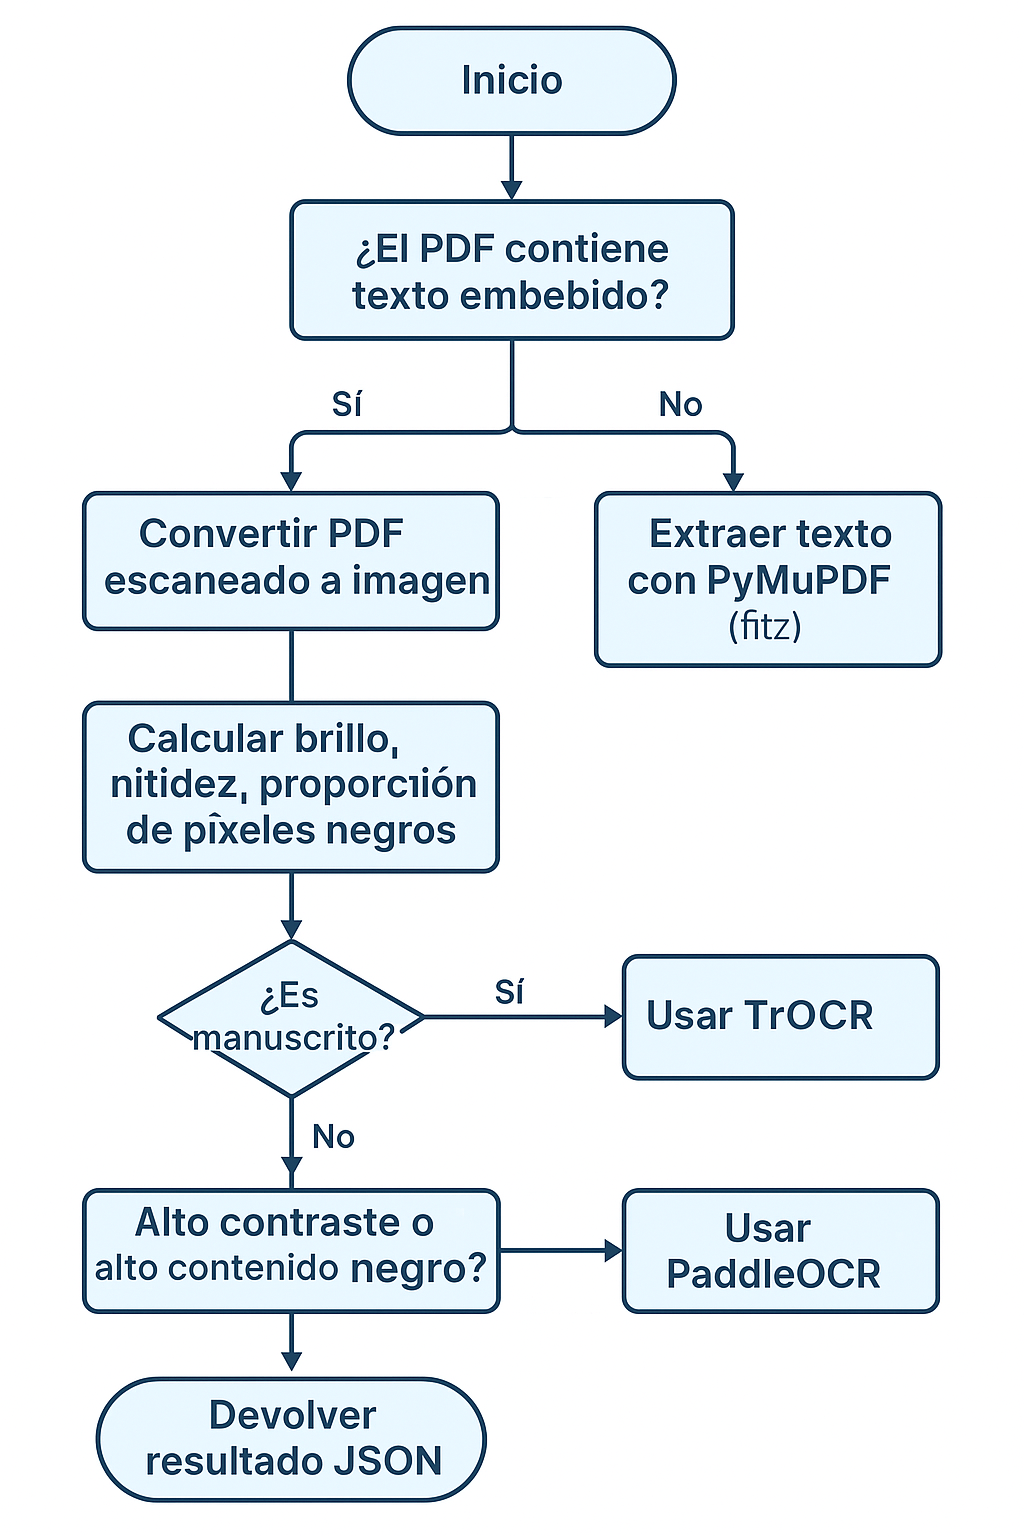 Inicio
¿El PDF contiene
texto embebido?
Sí
No
Convertir PDF
escaneado a imagen
Extraer texto
con PyMuPDF
(fitz)
Calcular brillo,
nitidez, proporcıión
de pîxeles negros
¿Es
manuscrito?
Sí
Usar TrOCR
No
Alto contraste o
alto contenido negro?
Usar
PaddleOCR
Devolver
resultado JSON